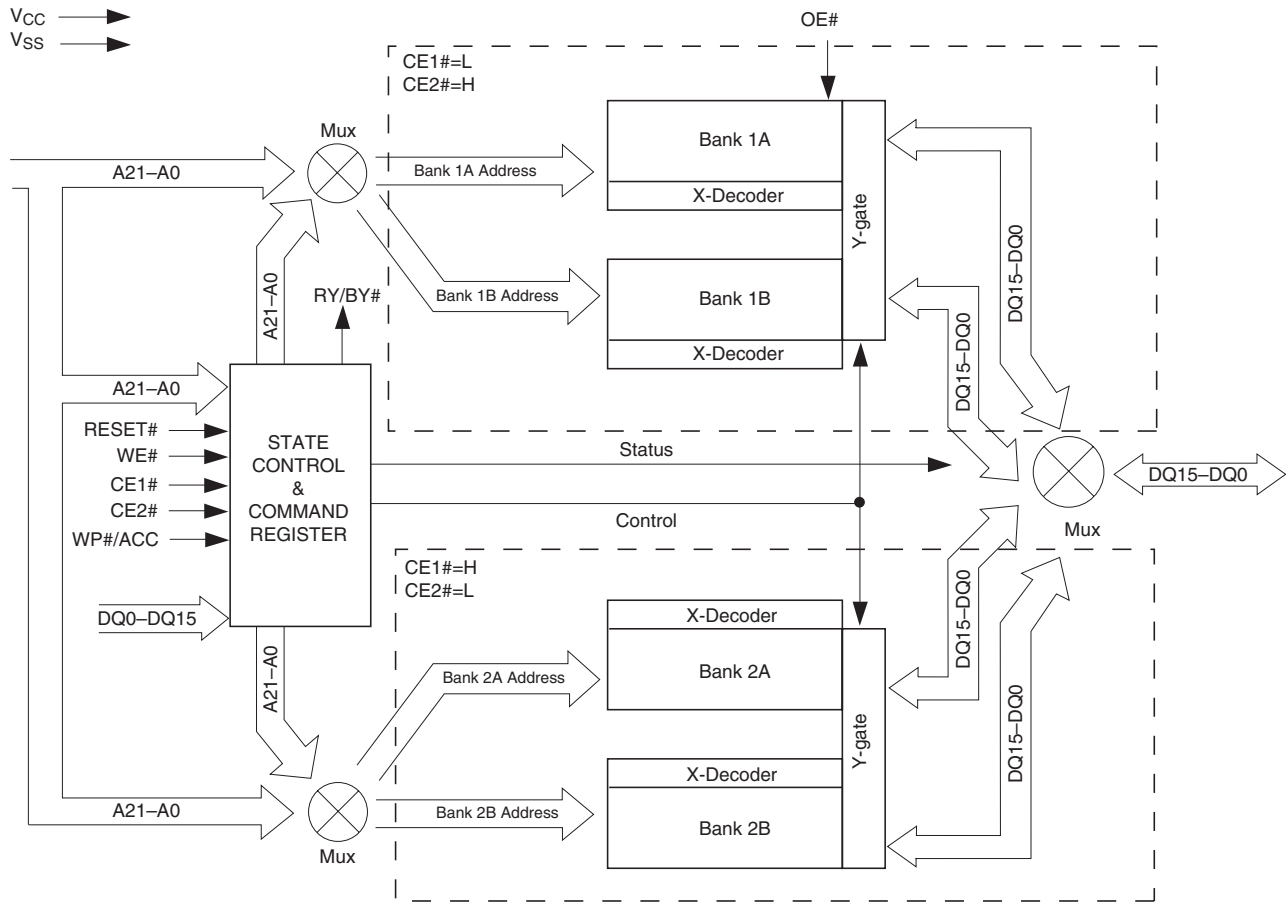 VCC
VSS
OE#
CE1#=L
CE2#=H
Mux
A21–A0
Bank 1A Address
Bank 1A
X-Decoder
Y-gate
DQ15–DQ0
A21–A0
RY/BY#
Bank 1B Address
Bank 1B
X-Decoder
DQ15–DQ0
A21–A0
RESET#
WE#
CE1#
CE2#
WP#/ACC
DQ0–DQ15
STATE
CONTROL
&
COMMAND
REGISTER
Status
Control
DQ15–DQ0
Mux
CE1#=H
CE2#=L
A21–A0
Bank 2A Address
X-Decoder
Bank 2A
Y-gate
DQ15–DQ0
DQ15–DQ0
A21–A0
Mux
Bank 2B Address
X-Decoder
Bank 2B